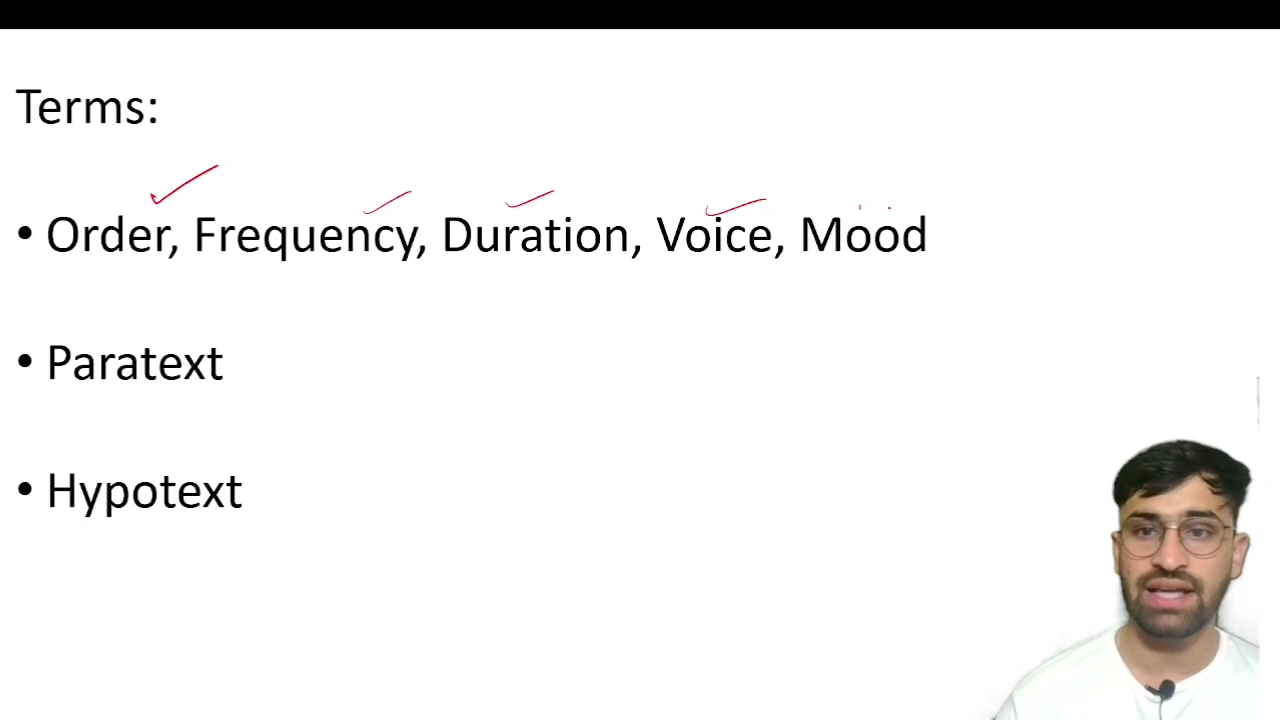 Terms:
• Order, Frequency, Duration, Voice, Mood
• Paratext
• Hypotext